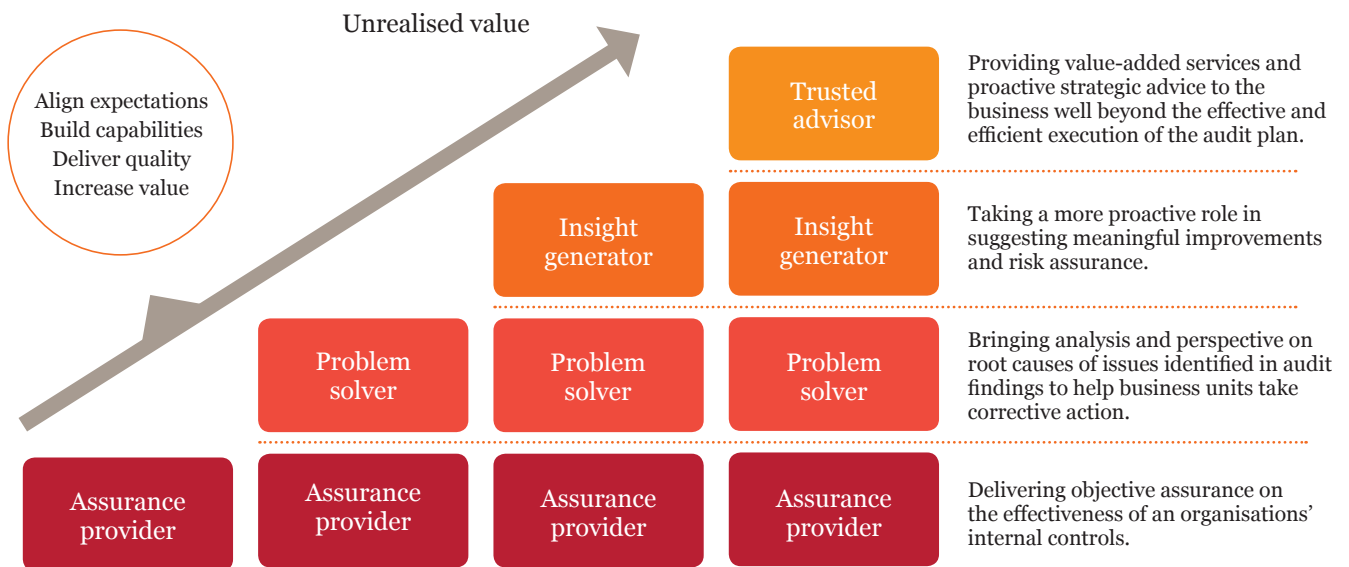 Unrealised value
Align expectations
Build capabilities
Deliver quality
Increase value
Trusted
advisor
Providing value-added services and
proactive strategic advice to the
business well beyond the effective and
efficient execution of the audit plan.
Insight
generator
Insight
generator
Taking a more proactive role in
suggesting meaningful improvements
and risk assurance.
Problem
solver
Problem
solver
Problem
solver
Bringing analysis and perspective on
root causes of issues identified in audit
findings to help business units take
corrective action.
Assurance
provider
Assurance
provider
Assurance
provider
Assurance
provider
Delivering objective assurance on
the effectiveness of an organisations’
internal controls.